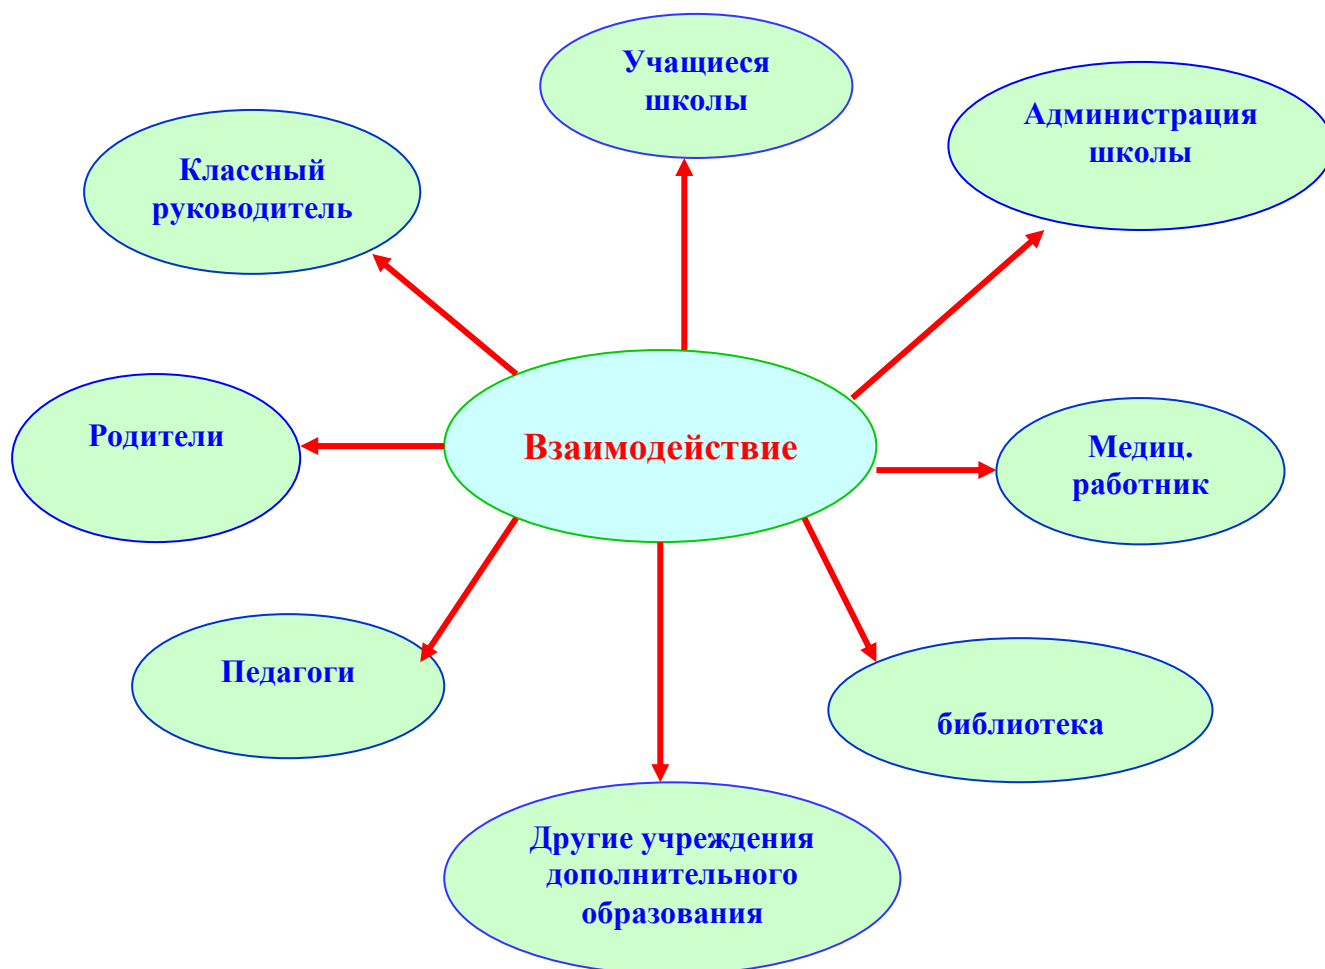 Учащиеся
школы
Администрация
школы
Классный
руководитель
Родители
Взаимодействие
Медиц.
работник
Педагоги
библиотека
Другие учреждения
дополнительного
образования